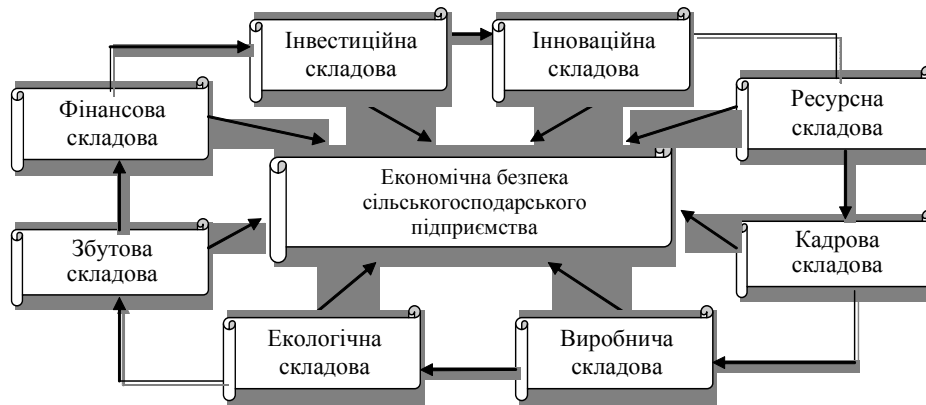 Інвестиційна
складова
Інноваційна
складова
Фінансова
складова
Ресурсна
складова
Економічна безпека
сільськогосподарського
підприємства
Збутова
складова
Кадрова
складова
Екологічна
складова
Виробнича
складова